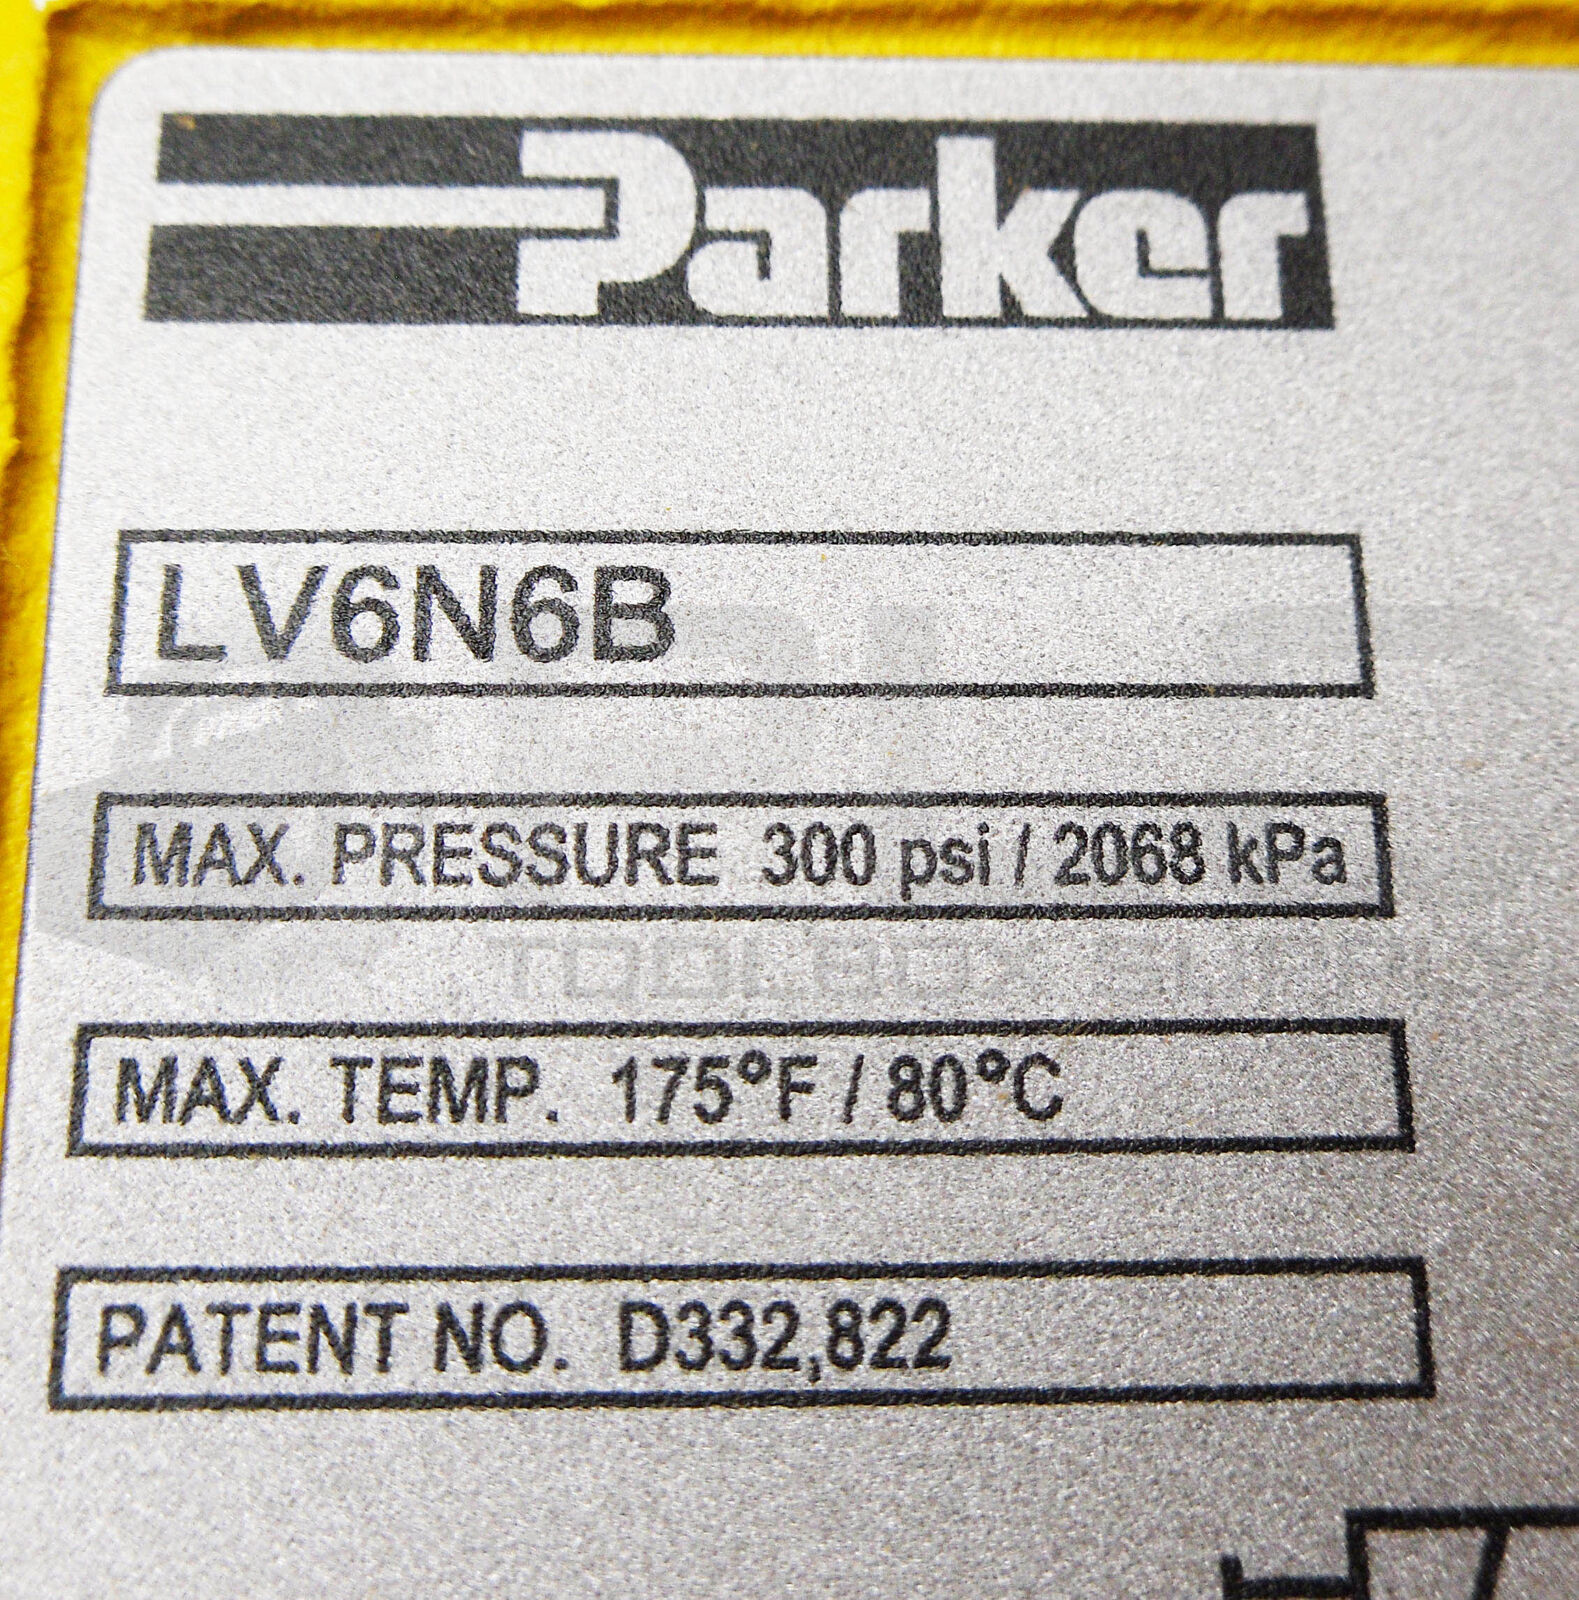 Parker
LV6N6B
MAX. PRESSURE 300 psi / 2068 kPa
MAX. TEMP. 175°F / 80°C
PATENT NO. D332,822